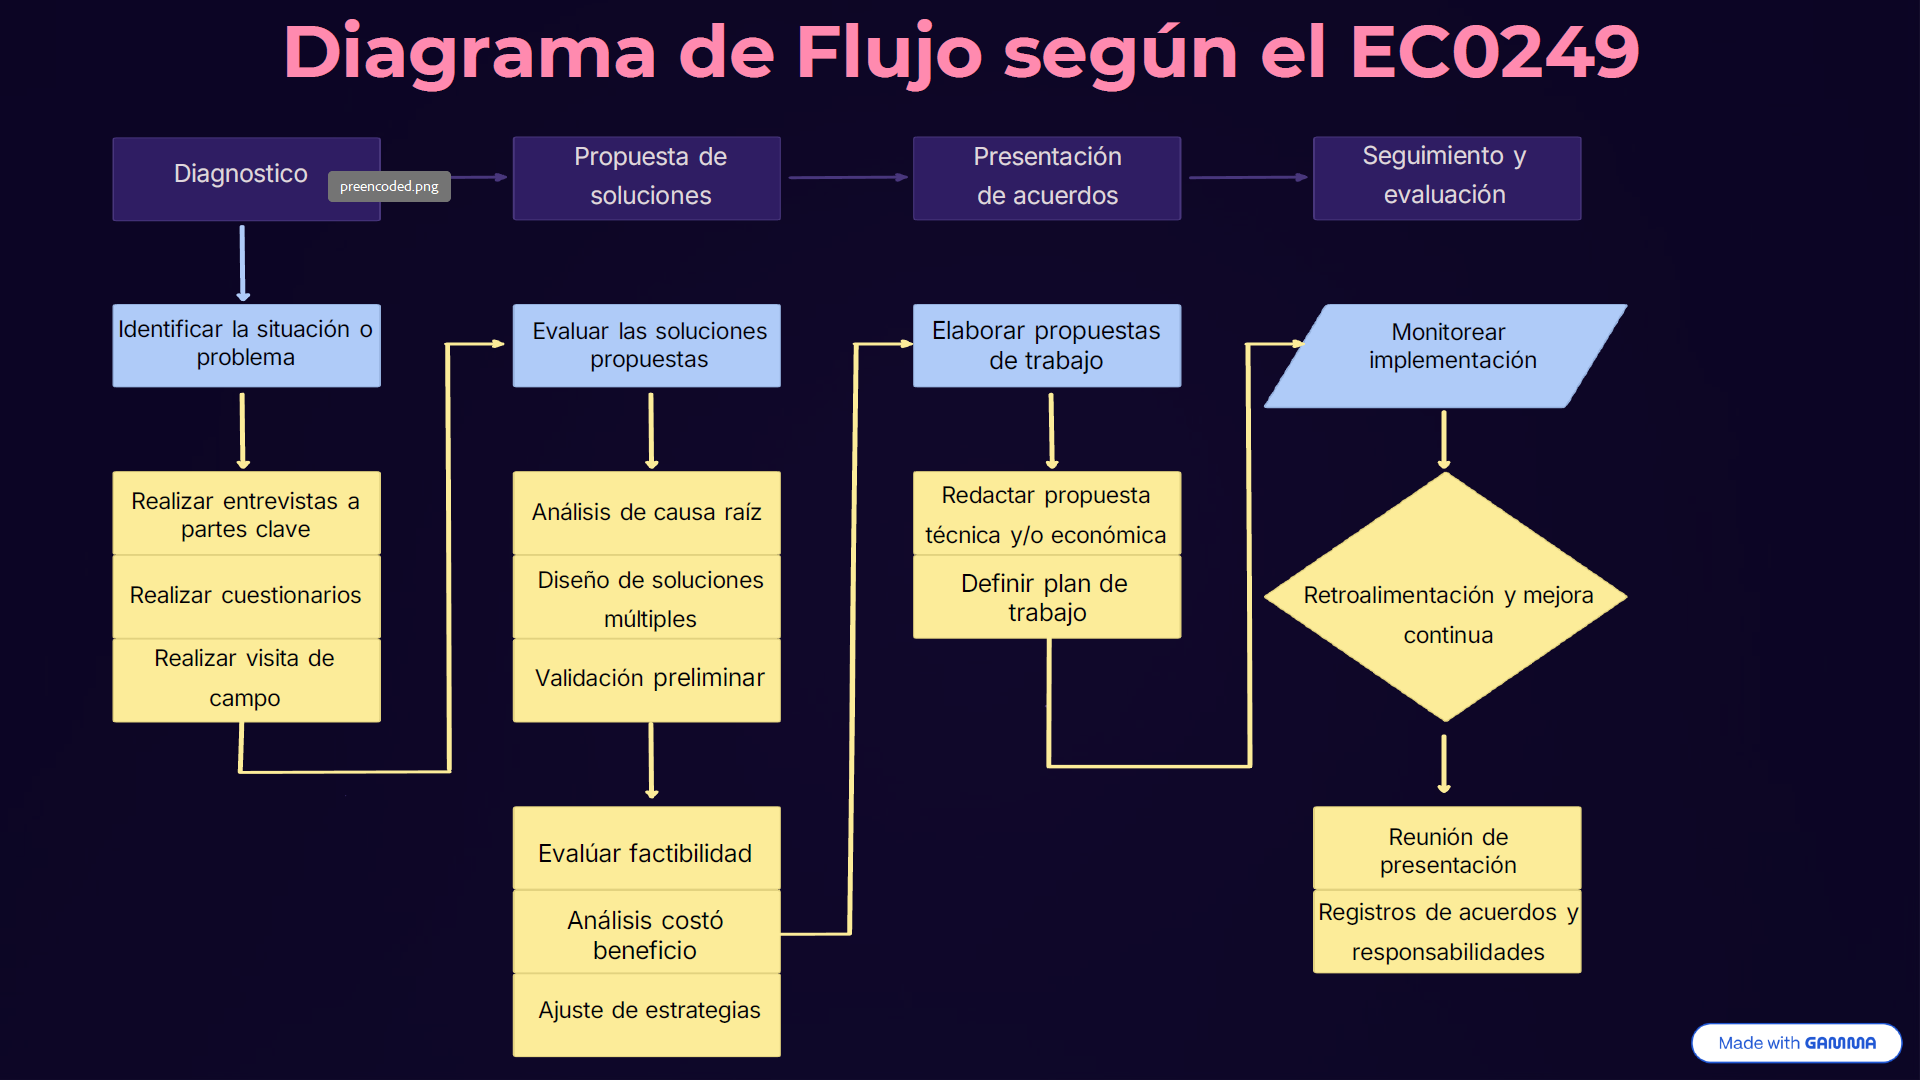 Diagrama de Flujo según el EC0249
Diagnostico
preencoded.png
Propuesta de
soluciones
Presentación
de acuerdos
Seguimiento y
evaluación
Identificar la situación o
problema
Realizar entrevistas a
partes clave
Realizar cuestionarios
Realizar visita de
campo
Evaluar las soluciones
propuestas
Análisis de causa raíz
Diseño de soluciones
múltiples
Validación preliminar
Evalúar factibilidad
Análisis costó
beneficio
Ajuste de estrategias
Elaborar propuestas
de trabajo
Redactar propuesta
técnica y/o económica
Definir plan de
trabajo
Monitorear
implementación
Retroalimentación y mejora
continua
Reunión de
presentación
Registros de acuerdos y
responsabilidades
Made with GAMMA